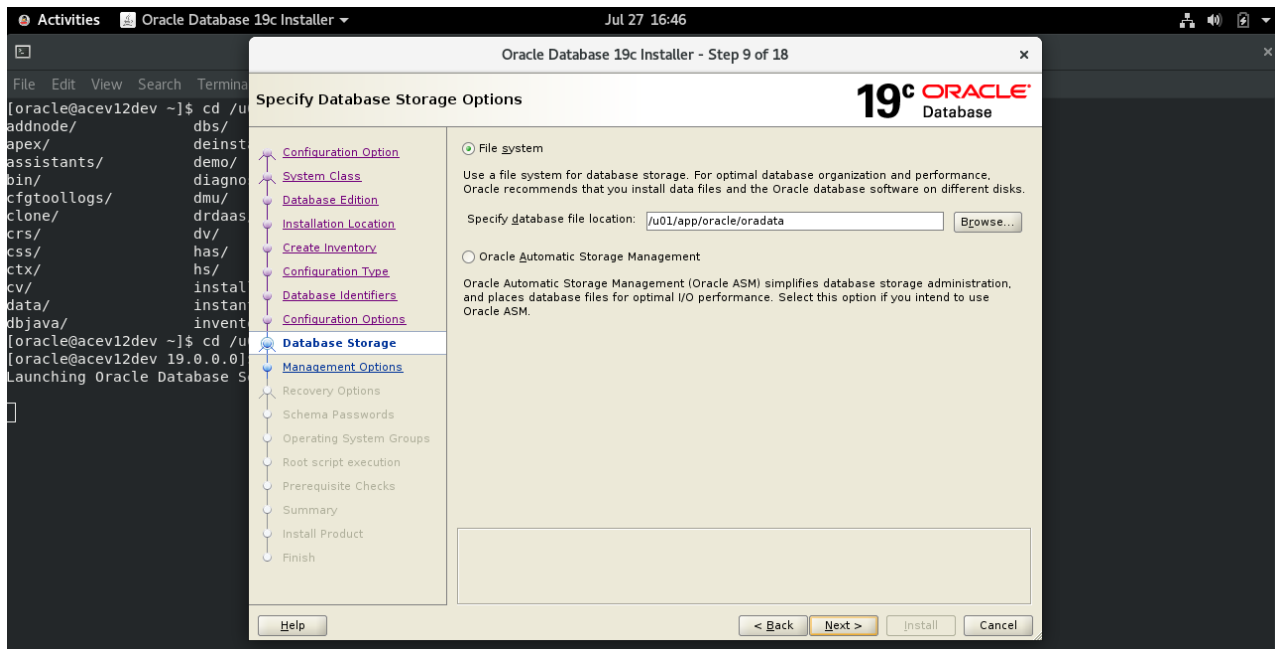 Activities Oracle Database 19c Installer Jul 27 16:46
File Edit View Search Termina
[oracle@acev12dev ~]$ cd /u
addnode/ dbs/
apex/ deinst
assistants/ demo/
bin/ diagno
cfgtoollogs/ dmu/
clone/ drdaas
crs/ dv/
css/ has/
ctx/ hs/
cv/ instal
data/ instan
dbjava/ invent
[oracle@acev12dev ~]$ cd /u
[oracle@acev12dev 19.0.0.0]
Launching Oracle Database S
Oracle Database 19c Installer - Step 9 of 18
Specify Database Storage Options
19c ORACLE
Database
Configuration Option
System Class
Database Edition
Installation Location
Create Inventory
Configuration Type
Database Identifiers
Configuration Options
Database Storage
Management Options
Recovery Options
Schema Passwords
Operating System Groups
Root script execution
Prerequisite Checks
Summary
Install Product
Finish
File system
Use a file system for database storage. For optimal database organization and performance,
Oracle recommends that you install data files and the Oracle database software on different disks.
Specify database file location: /u01/app/oracle/oradata Browse...
Oracle Automatic Storage Management
Oracle Automatic Storage Management (Oracle ASM) simplifies database storage administration,
and places database files for optimal I/O performance. Select this option if you intend to use
Oracle ASM.
Help < Back Next > Install Cancel